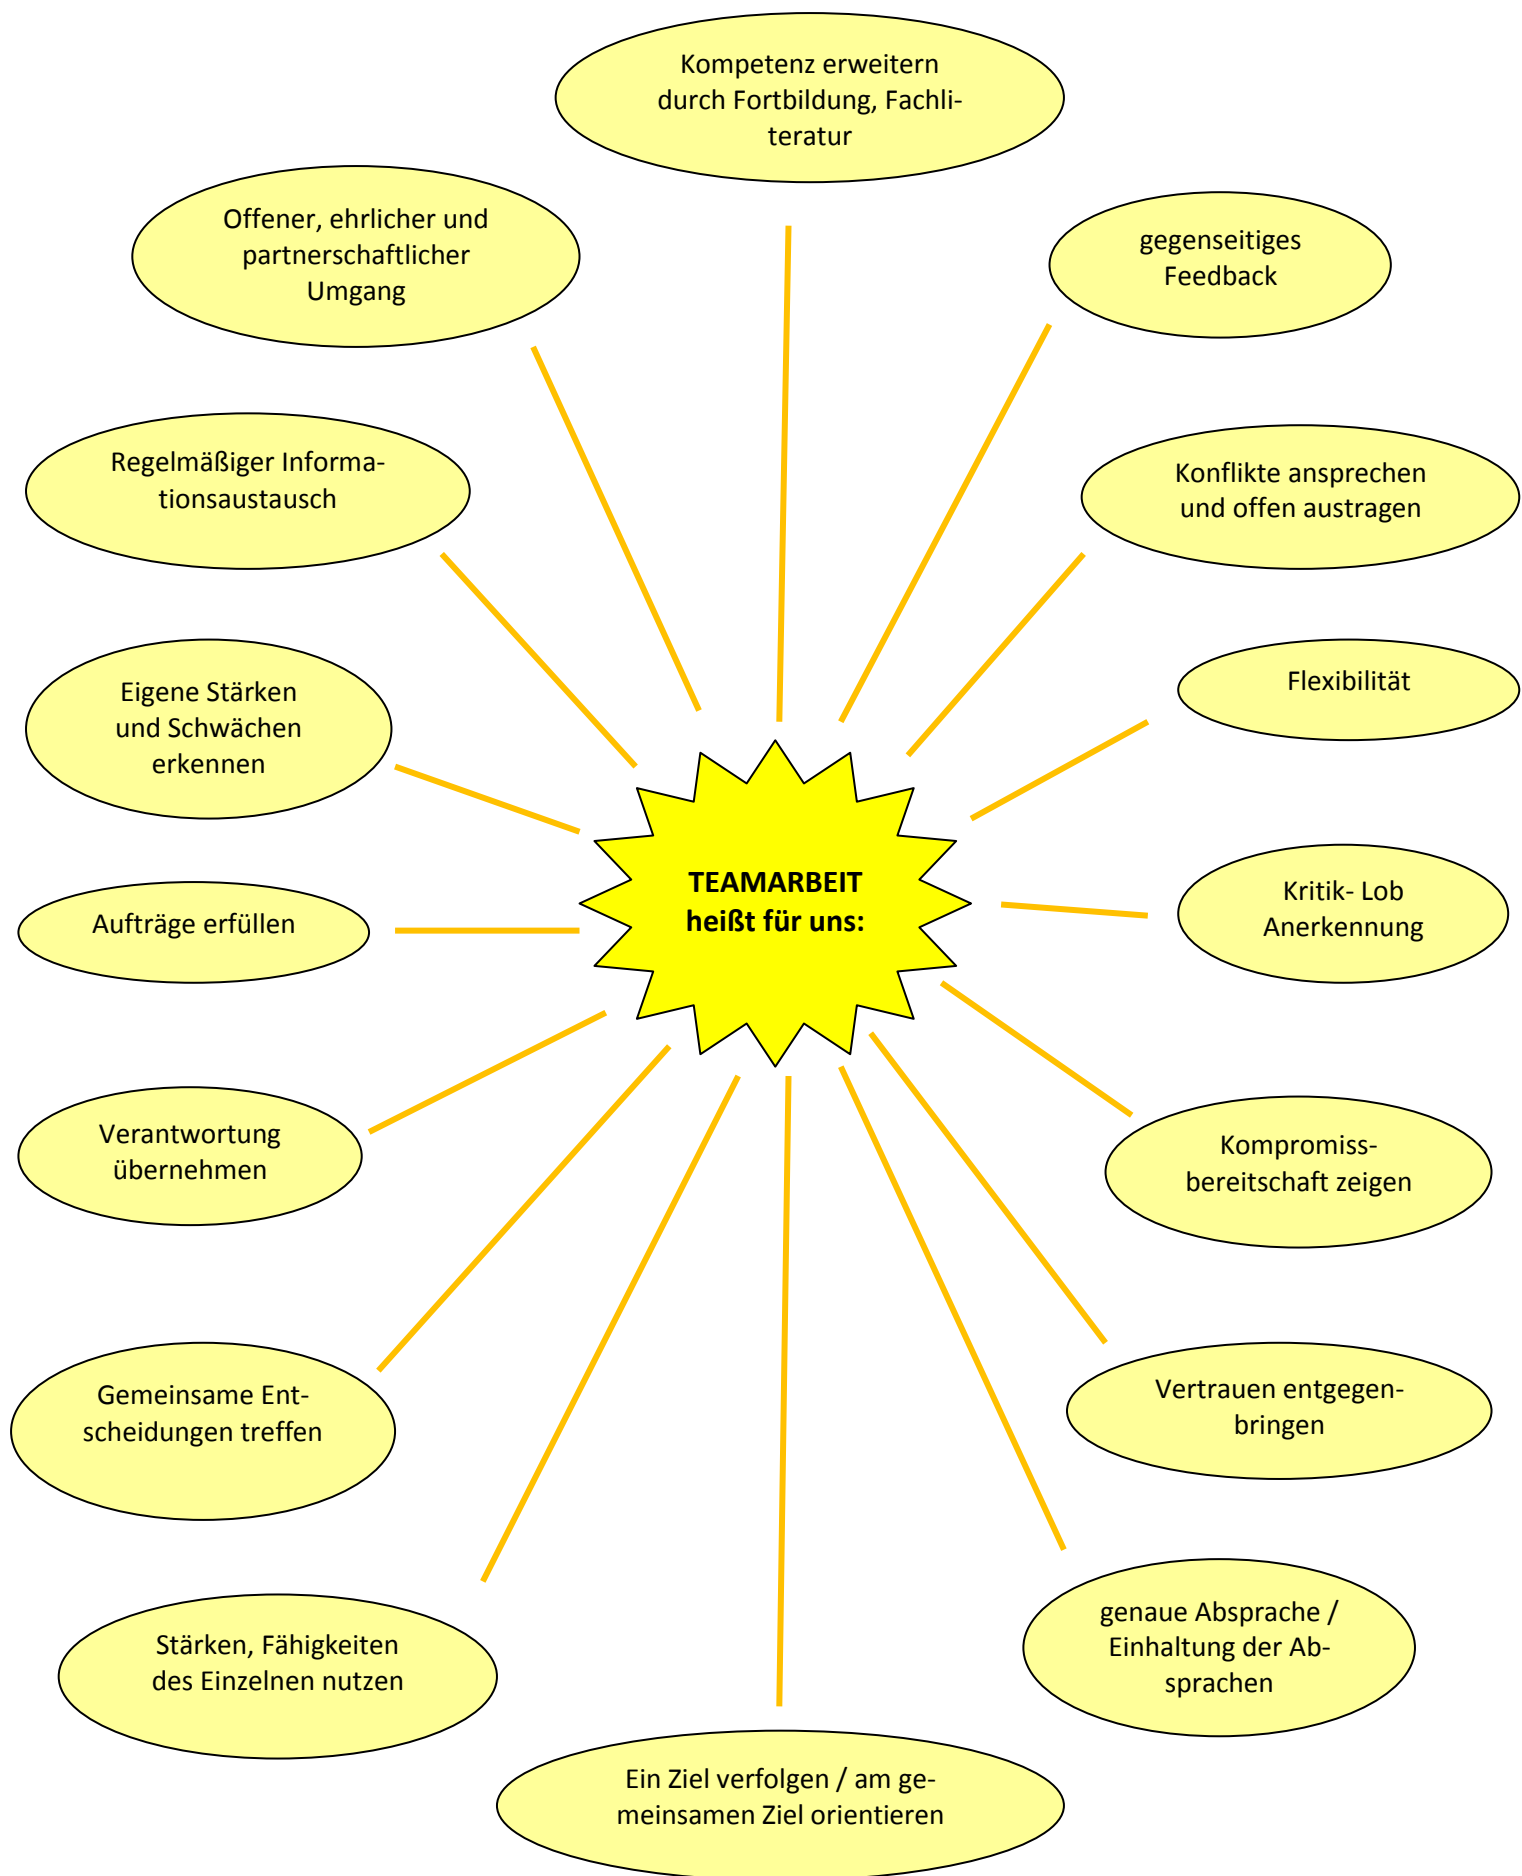 Kompetenz erweitern
durch Fortbildung, Fachli-
teratur
Offener, ehrlicher und
partnerschaftlicher
Umgang
gegenseitiges
Feedback
Regelmäßiger Informa-
tionsaustausch
Konflikte ansprechen
und offen austragen
Eigene Stärken
und Schwächen
erkennen
Flexibilität
TEAMARBEIT
heißt für uns:
Aufträge erfüllen
Kritik- Lob
Anerkennung
Verantwortung
übernehmen
Kompromiss-
bereitschaft zeigen
Gemeinsame Ent-
scheidungen treffen
Vertrauen entgegen-
bringen
Stärken, Fähigkeiten
des Einzelnen nutzen
genaue Absprache /
Einhaltung der Ab-
sprachen
Ein Ziel verfolgen / am ge-
meinsamen Ziel orientieren